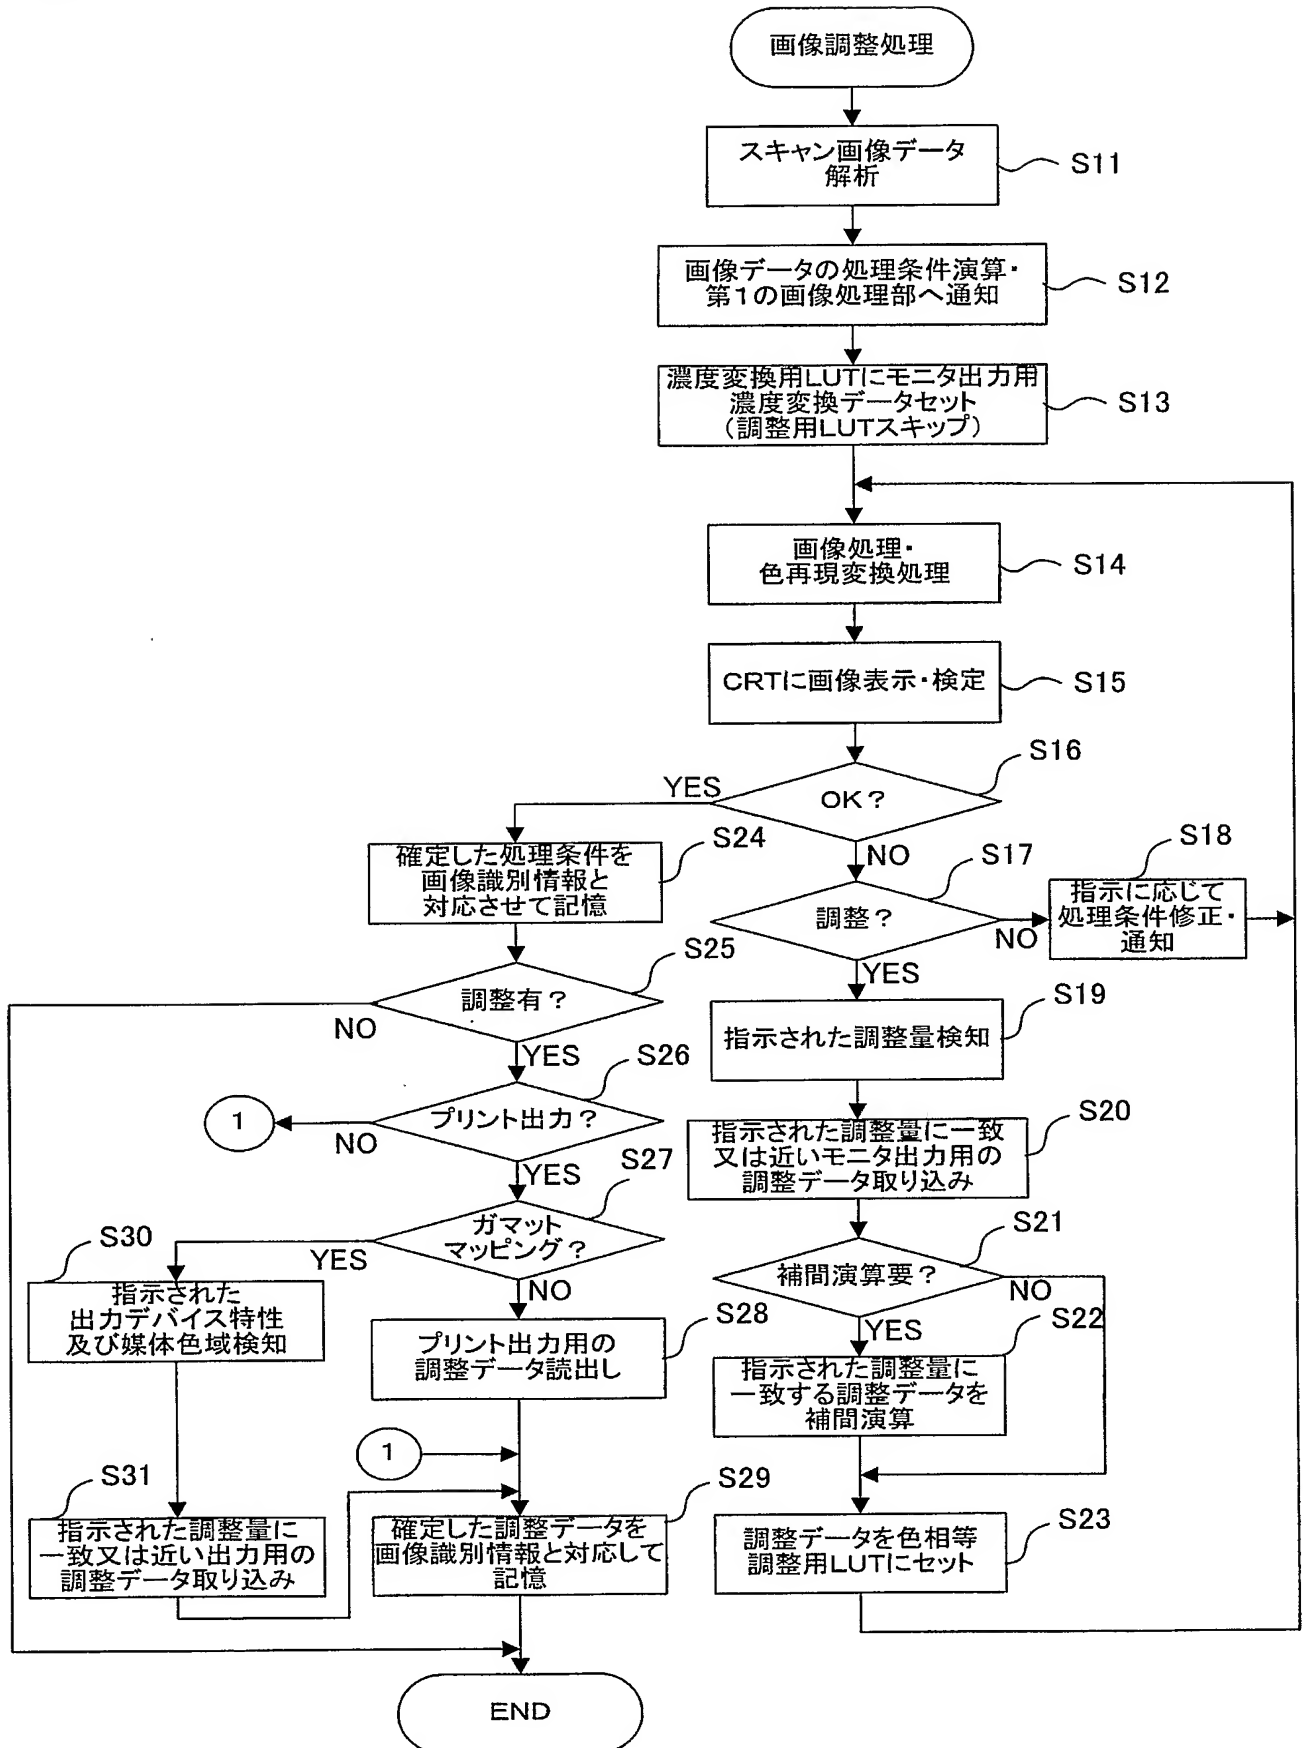 画像調整処理
スキャン画像データ
解析
S11
画像データの処理条件演算・
第１の画像処理部へ通知
S12
濃度変換用LUTにモニタ出力用
濃度変換データセット
（調整用LUTスキップ）
S13
画像処理・
色再現変換処理
S14
CRTに画像表示・検定
S15
OK？
S16
YES
NO
調整？
S17
NO
YES
指示に応じて
処理条件修正・
通知
S18
指示された調整量検知
S19
指示された調整量に一致
又は近いモニタ出力用の
調整データ取り込み
S20
補間演算要？
S21
NO
YES
指示された調整量に
一致する調整データを
補間演算
S22
調整データを色相等
調整用LUTにセット
S23
確定した処理条件を
画像識別情報と
対応させて記憶
S24
調整有？
S25
NO
YES
プリント出力？
S26
NO
1
YES
ガマット
マッピング？
S27
YES
NO
プリント出力用の
調整データ読出し
S28
1
確定した調整データを
画像識別情報と対応して
記憶
S29
指示された
出力デバイス特性
及び媒体色域検知
S30
指示された調整量に
一致又は近い出力用の
調整データ取り込み
S31
END